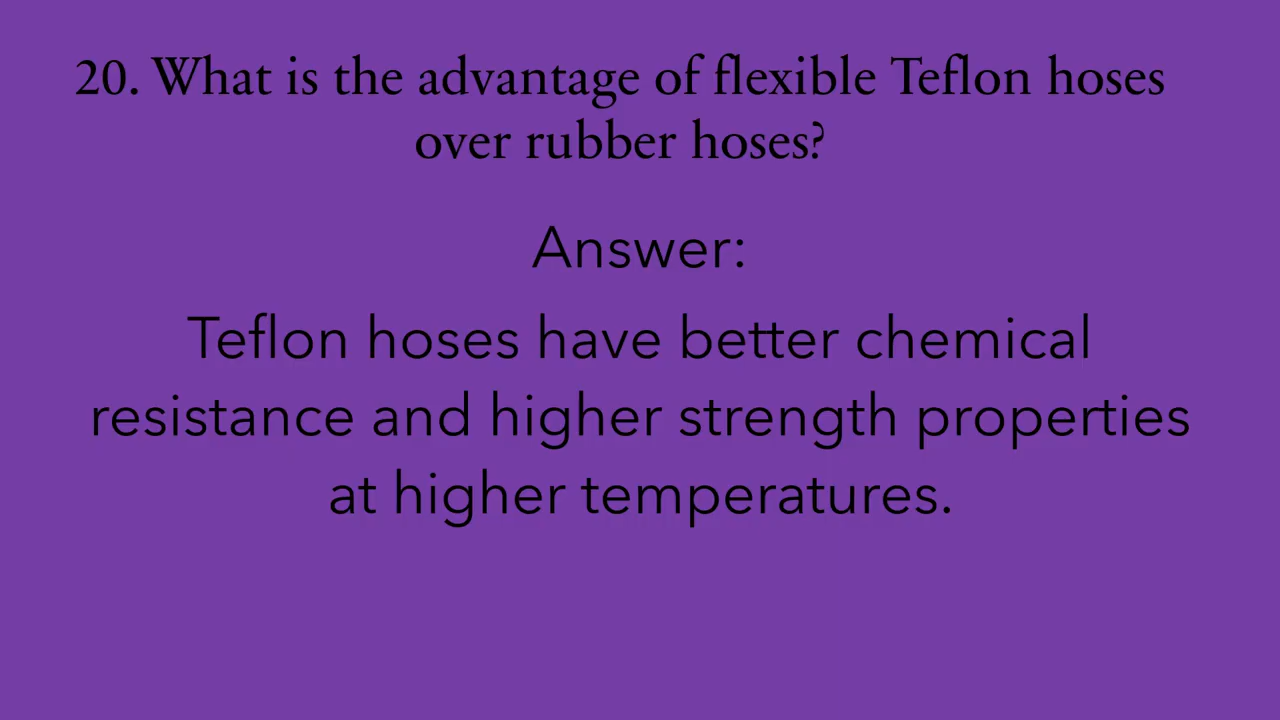 20. What is the advantage of flexible Teflon hoses
over rubber hoses?
Answer:
Teflon hoses have better chemical
resistance and higher strength properties
at higher temperatures.